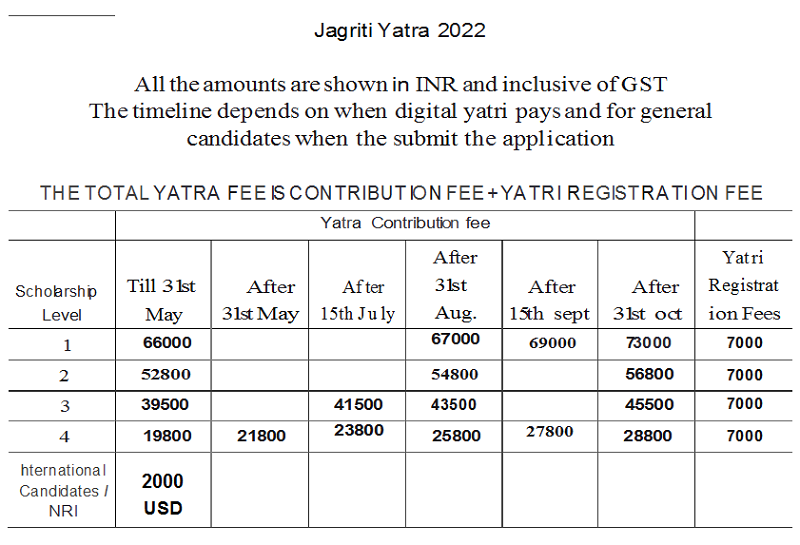 Jagriti Yatra 2022
All the amounts are shown in INR and inclusive of GST
The timeline depends on when digital yatri pays and for general
candidates when the submit the application
THE TOTAL YATRA FEE IS CONTRIBUTION FEE + YATRI REGISTRATION FEE
Yatra Contribution fee
Scholarship Level Till 31st May After 31st May After 15th July After 31st Aug. After 15th sept After 31st oct Yatri Registrat ion Fees
1 66000 67000 69000 73000 7000
2 52800 54800 56800 7000
3 39500 41500 43500 45500 7000
4 19800 21800 23800 25800 27800 28800 7000
nternational Candidates / NRI 2000 USD